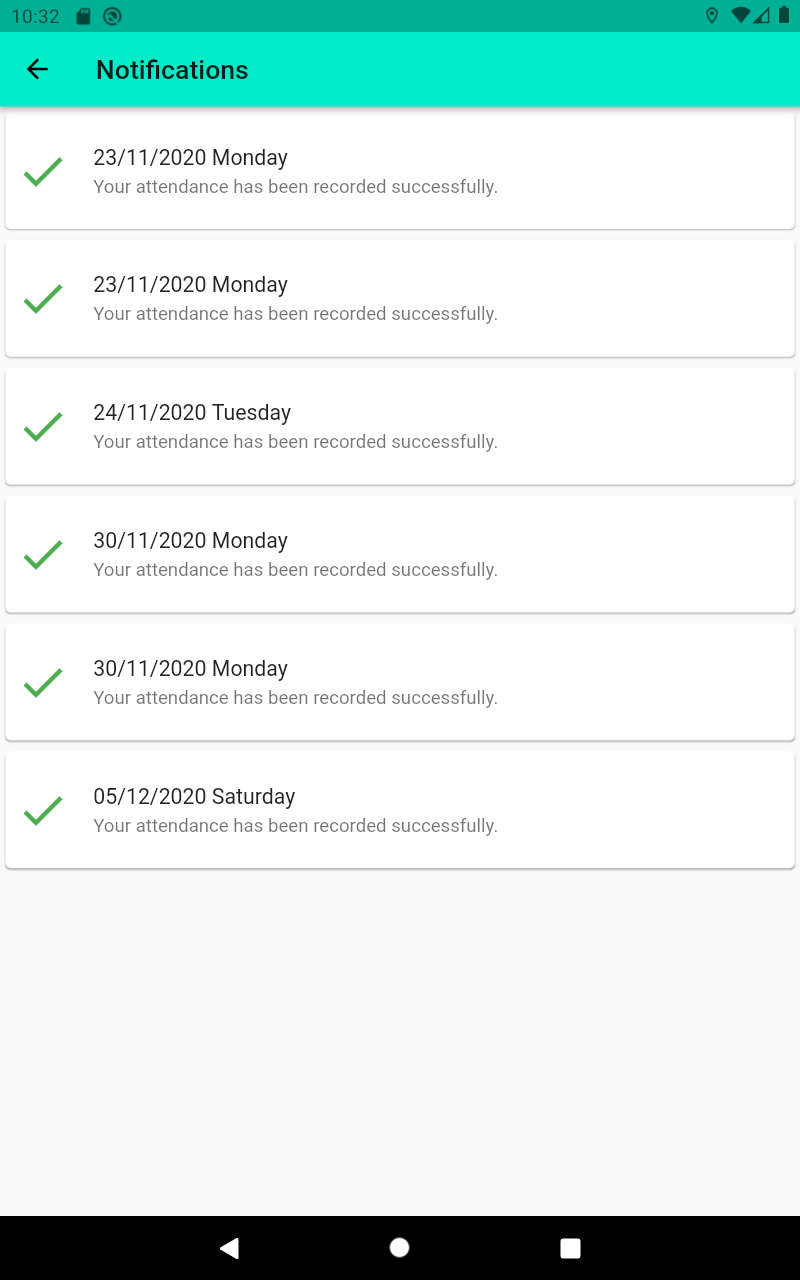 10:32
Notifications
23/11/2020 Monday
Your attendance has been recorded successfully.
23/11/2020 Monday
Your attendance has been recorded successfully.
24/11/2020 Tuesday
Your attendance has been recorded successfully.
30/11/2020 Monday
Your attendance has been recorded successfully.
30/11/2020 Monday
Your attendance has been recorded successfully.
05/12/2020 Saturday
Your attendance has been recorded successfully.